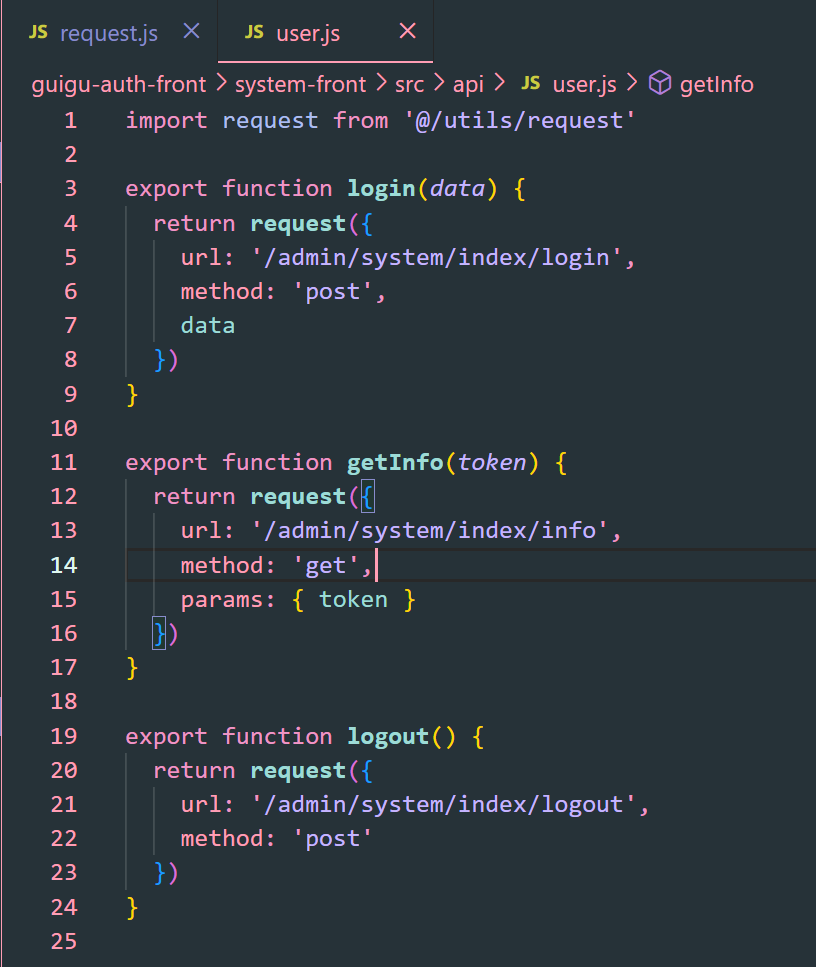 JS request.js JS user.js
guigu-auth-front > system-front > src > api > JS user.js > getInfo
1 import request from '@/utils/request'
2
3 export function login(data) {
4   return request({
5     url: '/admin/system/index/login',
6     method: 'post',
7     data
8   })
9 }
10
11 export function getInfo(token) {
12   return request({
13     url: '/admin/system/index/info',
14     method: 'get',
15     params: { token }
16   })
17 }
18
19 export function logout() {
20   return request({
21     url: '/admin/system/index/logout',
22     method: 'post'
23   })
24 }
25